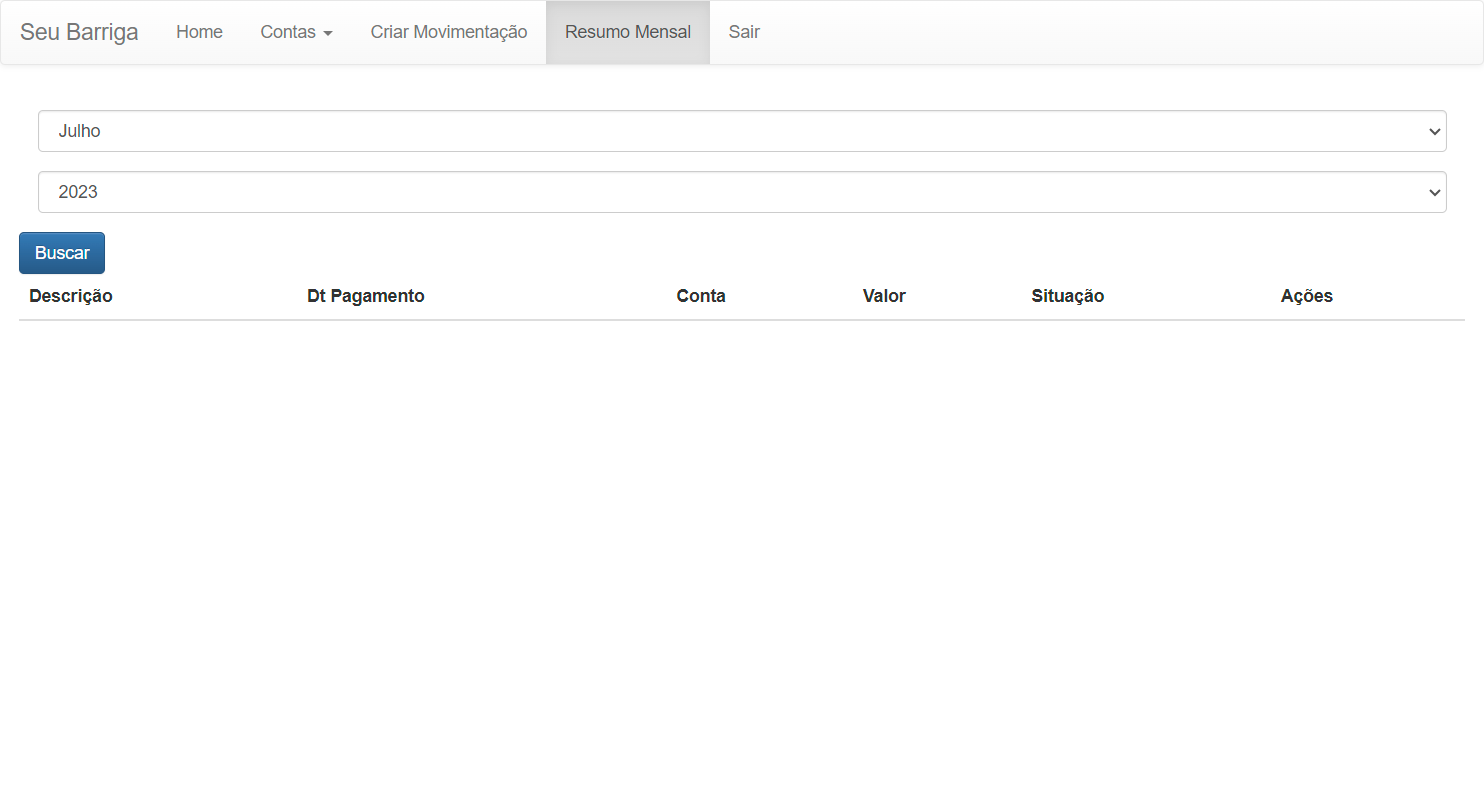 Seu Barriga Home Contas Criar Movimentação Resumo Mensal Sair
Julho
2023
Buscar
Descrição Dt Pagamento Conta Valor Situação Ações